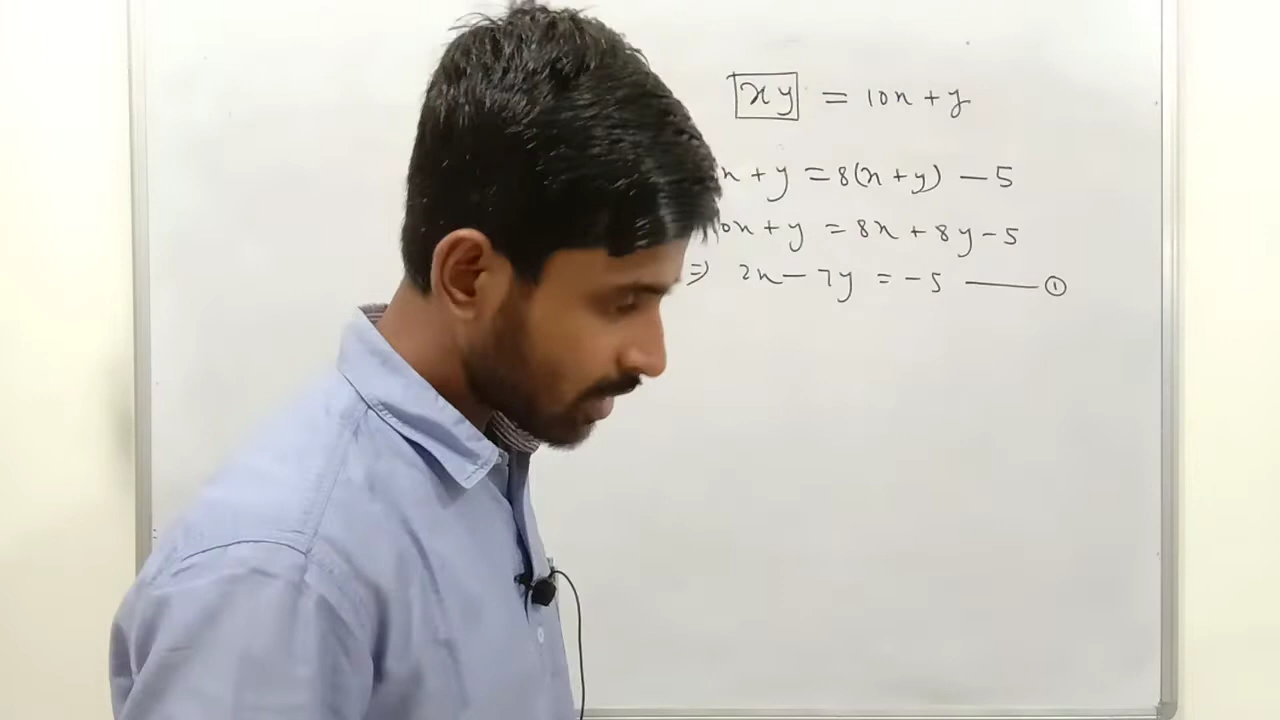 xy = 10x + y
x + y = 8(x + y) – 5
0x + y = 8x + 8y – 5
⇒ 2x – 7y = –5 —— ①